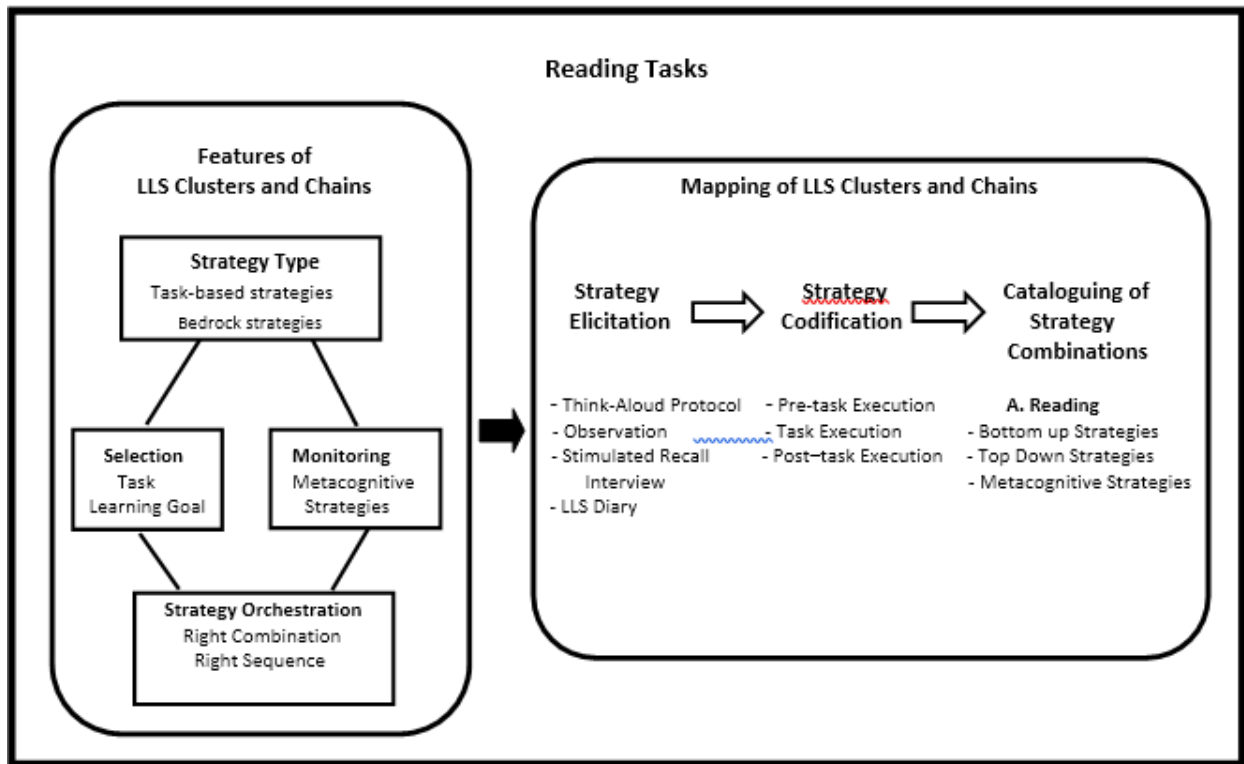 Reading Tasks
Features of
LLS Clusters and Chains
Strategy Type
Task-based strategies
Bedrock strategies
Selection
Task
Learning Goal
Monitoring
Metacognitive
Strategies
Strategy Orchestration
Right Combination
Right Sequence
Mapping of LLS Clusters and Chains
Strategy
Elicitation
- Think-Aloud Protocol
- Observation
- Stimulated Recall
Interview
- LLS Diary
Strategy
Codification
- Pre-task Execution
- Task Execution
- Post–task Execution
Cataloguing of
Strategy
Combinations
A. Reading
- Bottom up Strategies
- Top Down Strategies
- Metacognitive Strategies